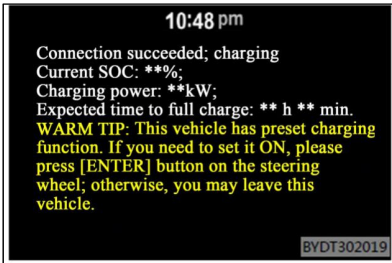 10:48 pm
Connection succeeded; charging
Current SOC: **%;
Charging power: **kW;
Expected time to full charge: ** h ** min.
WARM TIP: This vehicle has preset charging
function. If you need to set it ON, please
press [ENTER] button on the steering
wheel; otherwise, you may leave this
vehicle.
BYDT302019